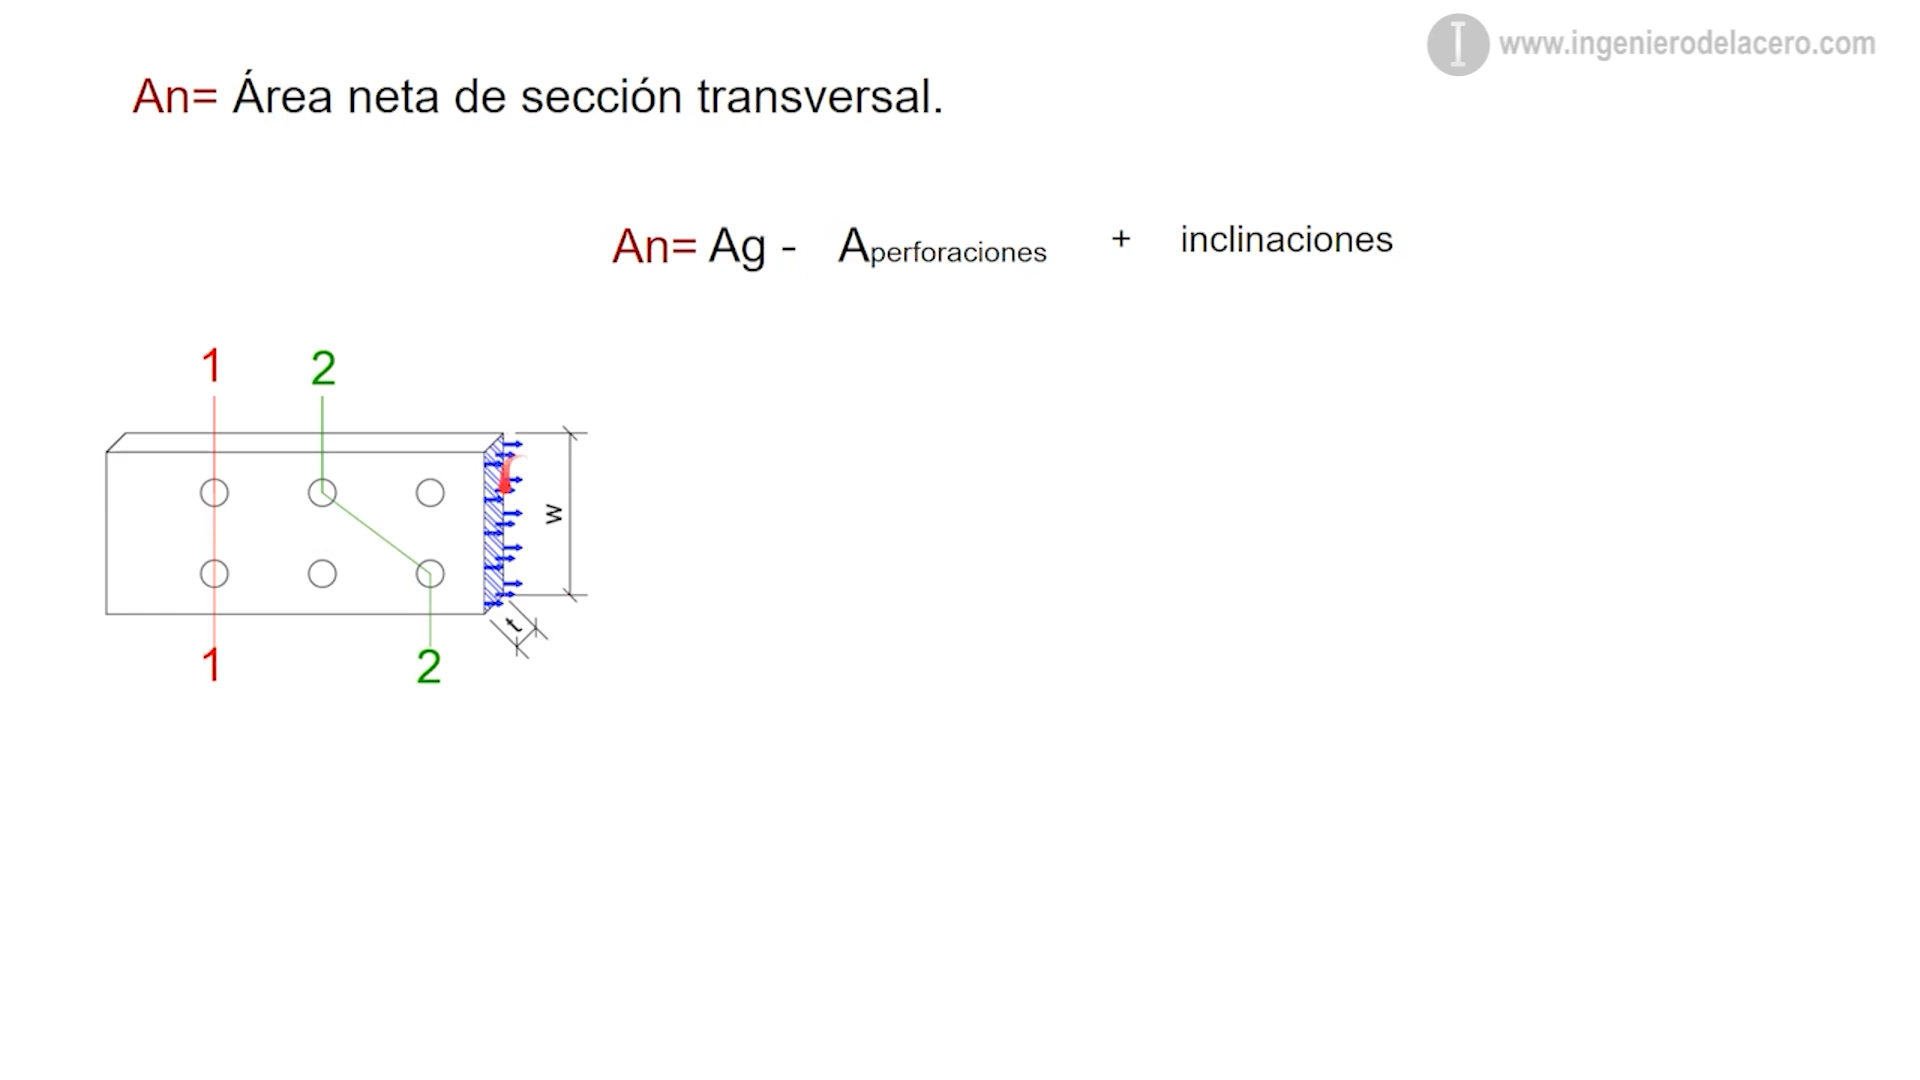 www.ingenierodelacero.com
An= Área neta de sección transversal.
An= Ag - Aperforaciones + inclinaciones
1 2
w
t
1 2